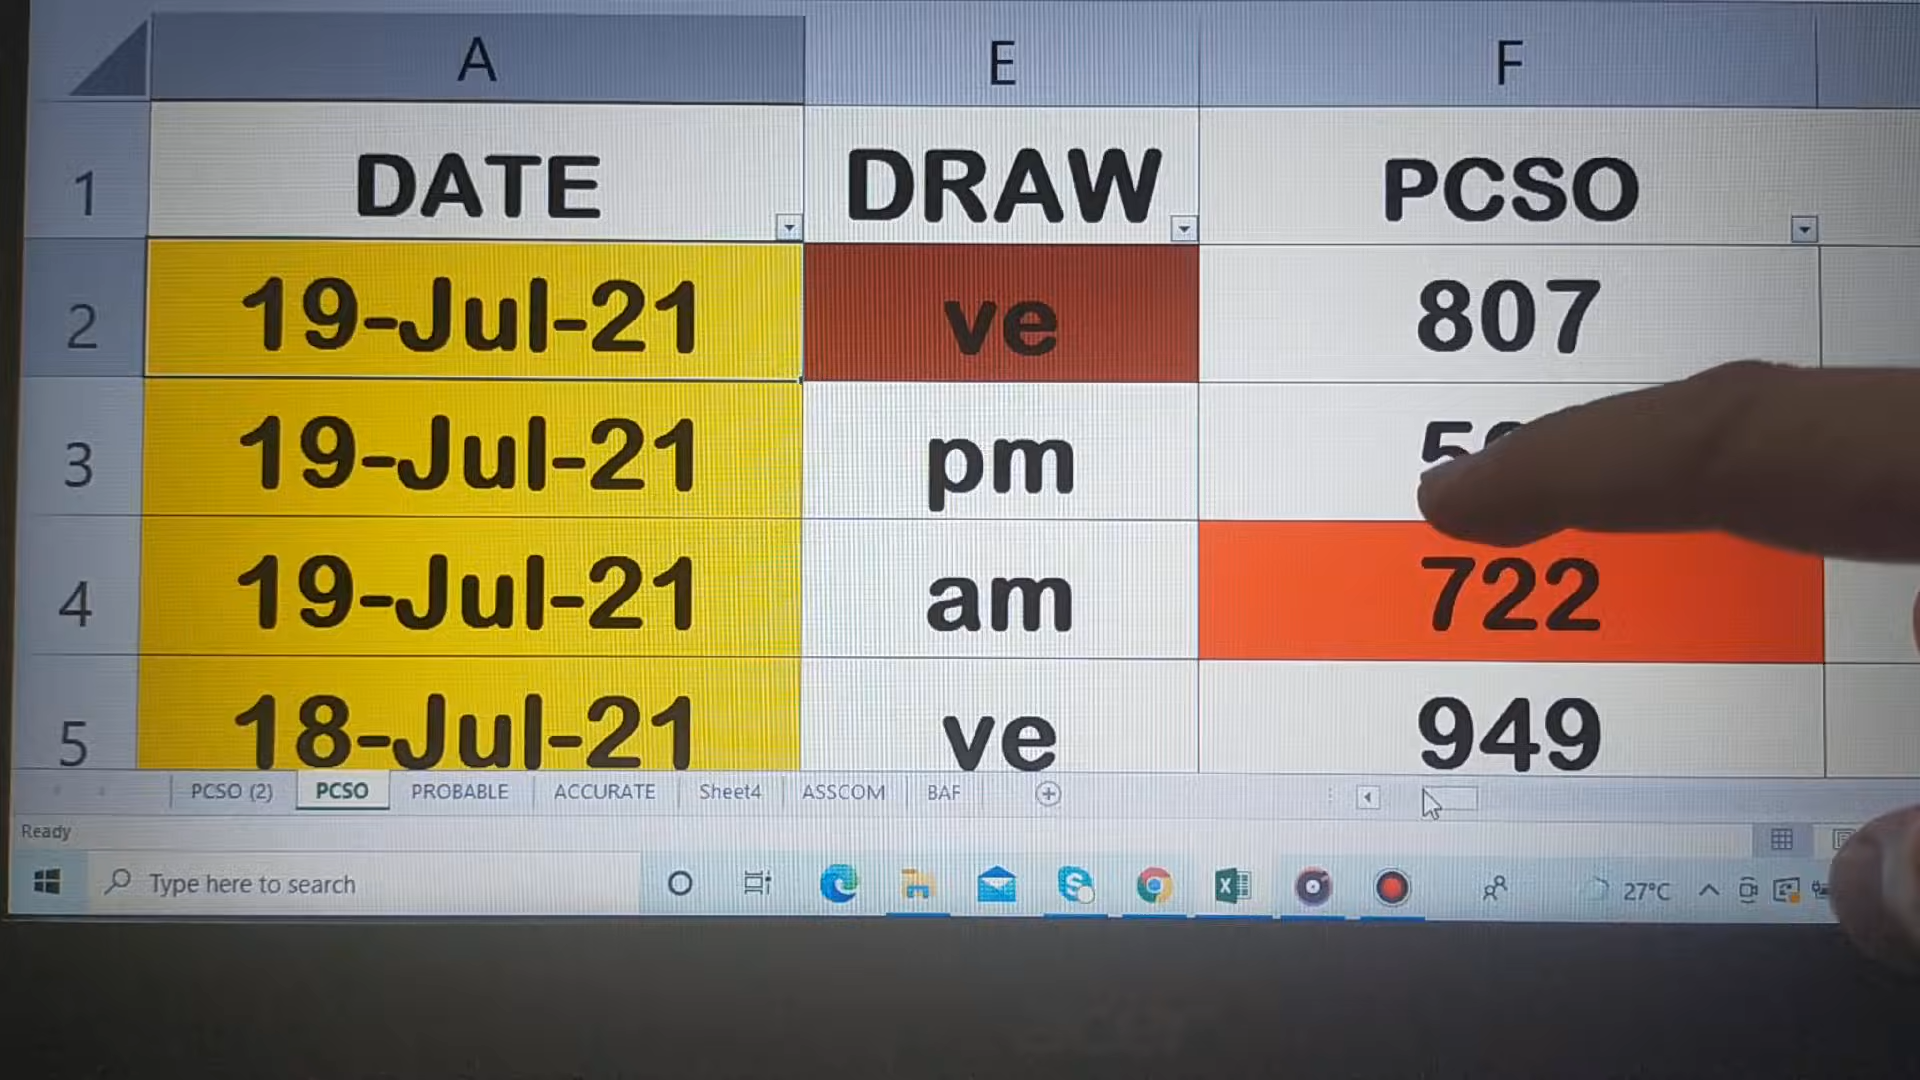 A E F
1 DATE DRAW PCSO
2 19-Jul-21 ve 807
3 19-Jul-21 pm
4 19-Jul-21 am 722
5 18-Jul-21 ve 949
PCSO (2) PCSO PROBABLE ACCURATE Sheet4 ASSCOM BAF
Ready
Type here to search 27°C